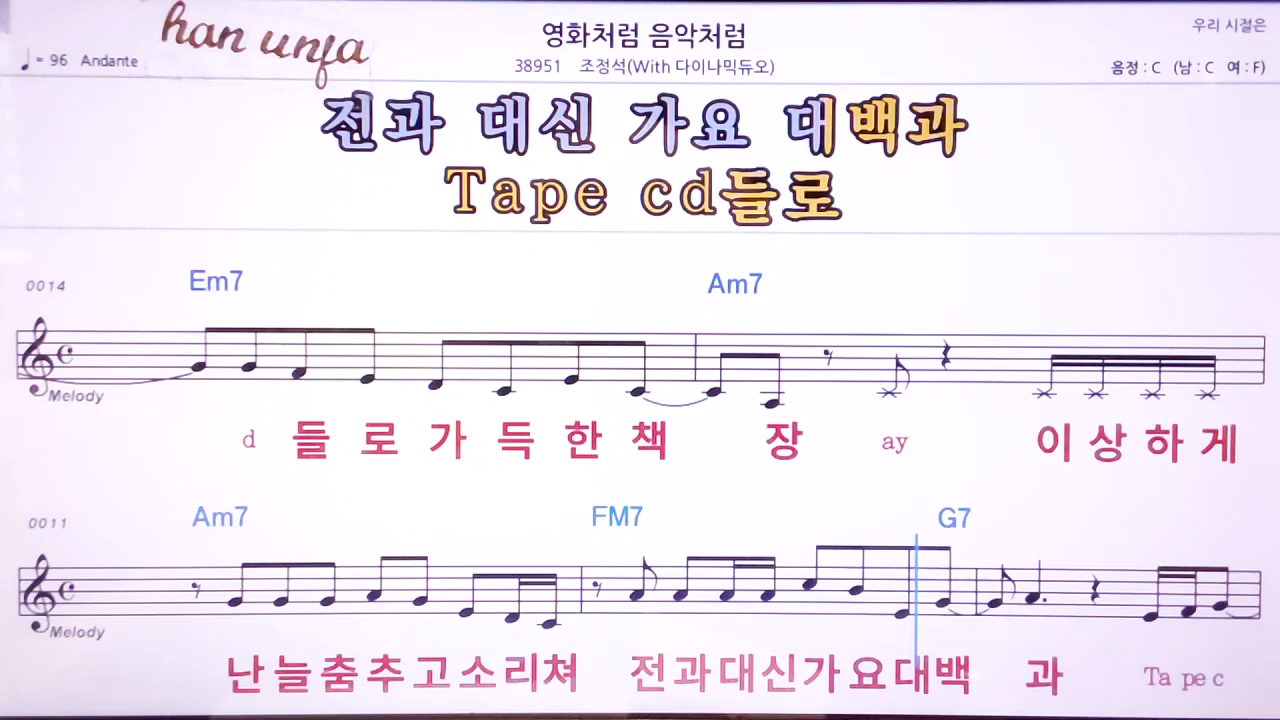 han unja
영화처럼 음악처럼
우리 시절은
♩= 96 Andante
38951 조정석(With 다이나믹듀오)
음정 : C (남 : C 여 : F)
전과 대신 가요 대백과
Tape cd들로
0014 Em7 Am7
Melody
d 들 로 가 득 한 책 장 ay 이 상 하 게
0011 Am7 FM7 G7
Melody
난 늘 춤 추 고 소 리 쳐 전 과 대 신 가 요 대 백 과 Ta pe c